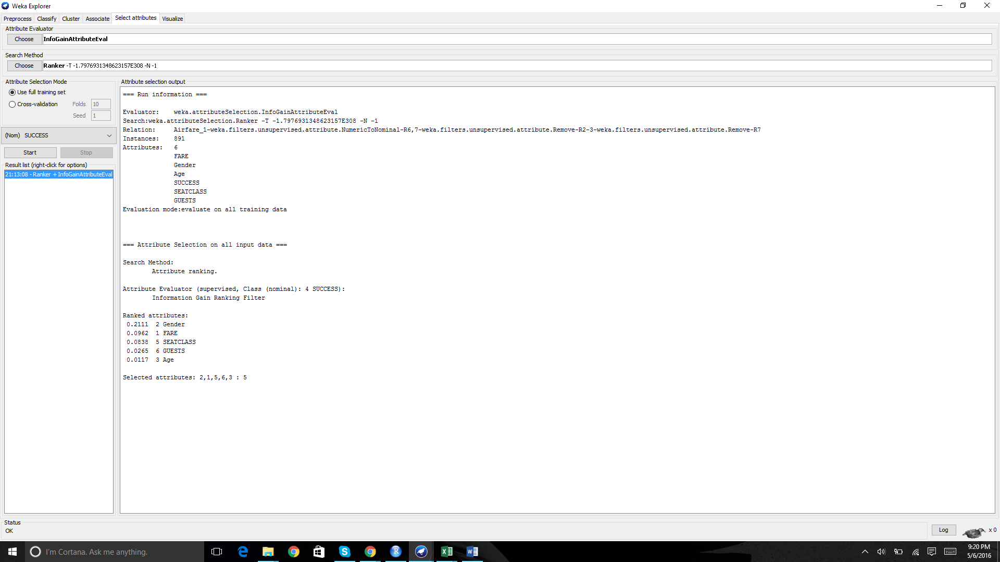 Weka Explorer
Preprocess Classify Cluster Associate Select attributes Visualize
Attribute Evaluator
Choose InfoGainAttributeEval
Search Method
Choose Ranker -T -1.7976931348623157E308 -N -1
Attribute Selection Mode
Use full training set
Cross-validation Folds 10
Seed 1
(Nom) SUCCESS
Start Stop
Result list (right-click for options)
21:13:08 - Ranker + InfoGainAttributeEval
Attribute selection output
=== Run information ===
Evaluator: weka.attributeSelection.InfoGainAttributeEval
Search:weka.attributeSelection.Ranker -T -1.7976931348623157E308 -N -1
Relation: Airfare_1-weka.filters.unsupervised.attribute.NumericToNominal-R6,7-weka.filters.unsupervised.attribute.Remove-R2-3-weka.filters.unsupervised.attribute.Remove-R7
Instances: 891
Attributes: 6
FARE
Gender
Age
SUCCESS
SEATCLASS
GUESTS
Evaluation mode:evaluate on all training data
=== Attribute Selection on all input data ===
Search Method:
Attribute ranking.
Attribute Evaluator (supervised, Class (nominal): 4 SUCCESS):
Information Gain Ranking Filter
Ranked attributes:
0.2111 2 Gender
0.0962 1 FARE
0.0838 5 SEATCLASS
0.0265 6 GUESTS
0.0117 3 Age
Selected attributes: 2,1,5,6,3 : 5
Status
OK
Log x 0
I'm Cortana. Ask me anything.
9:20 PM
5/6/2016